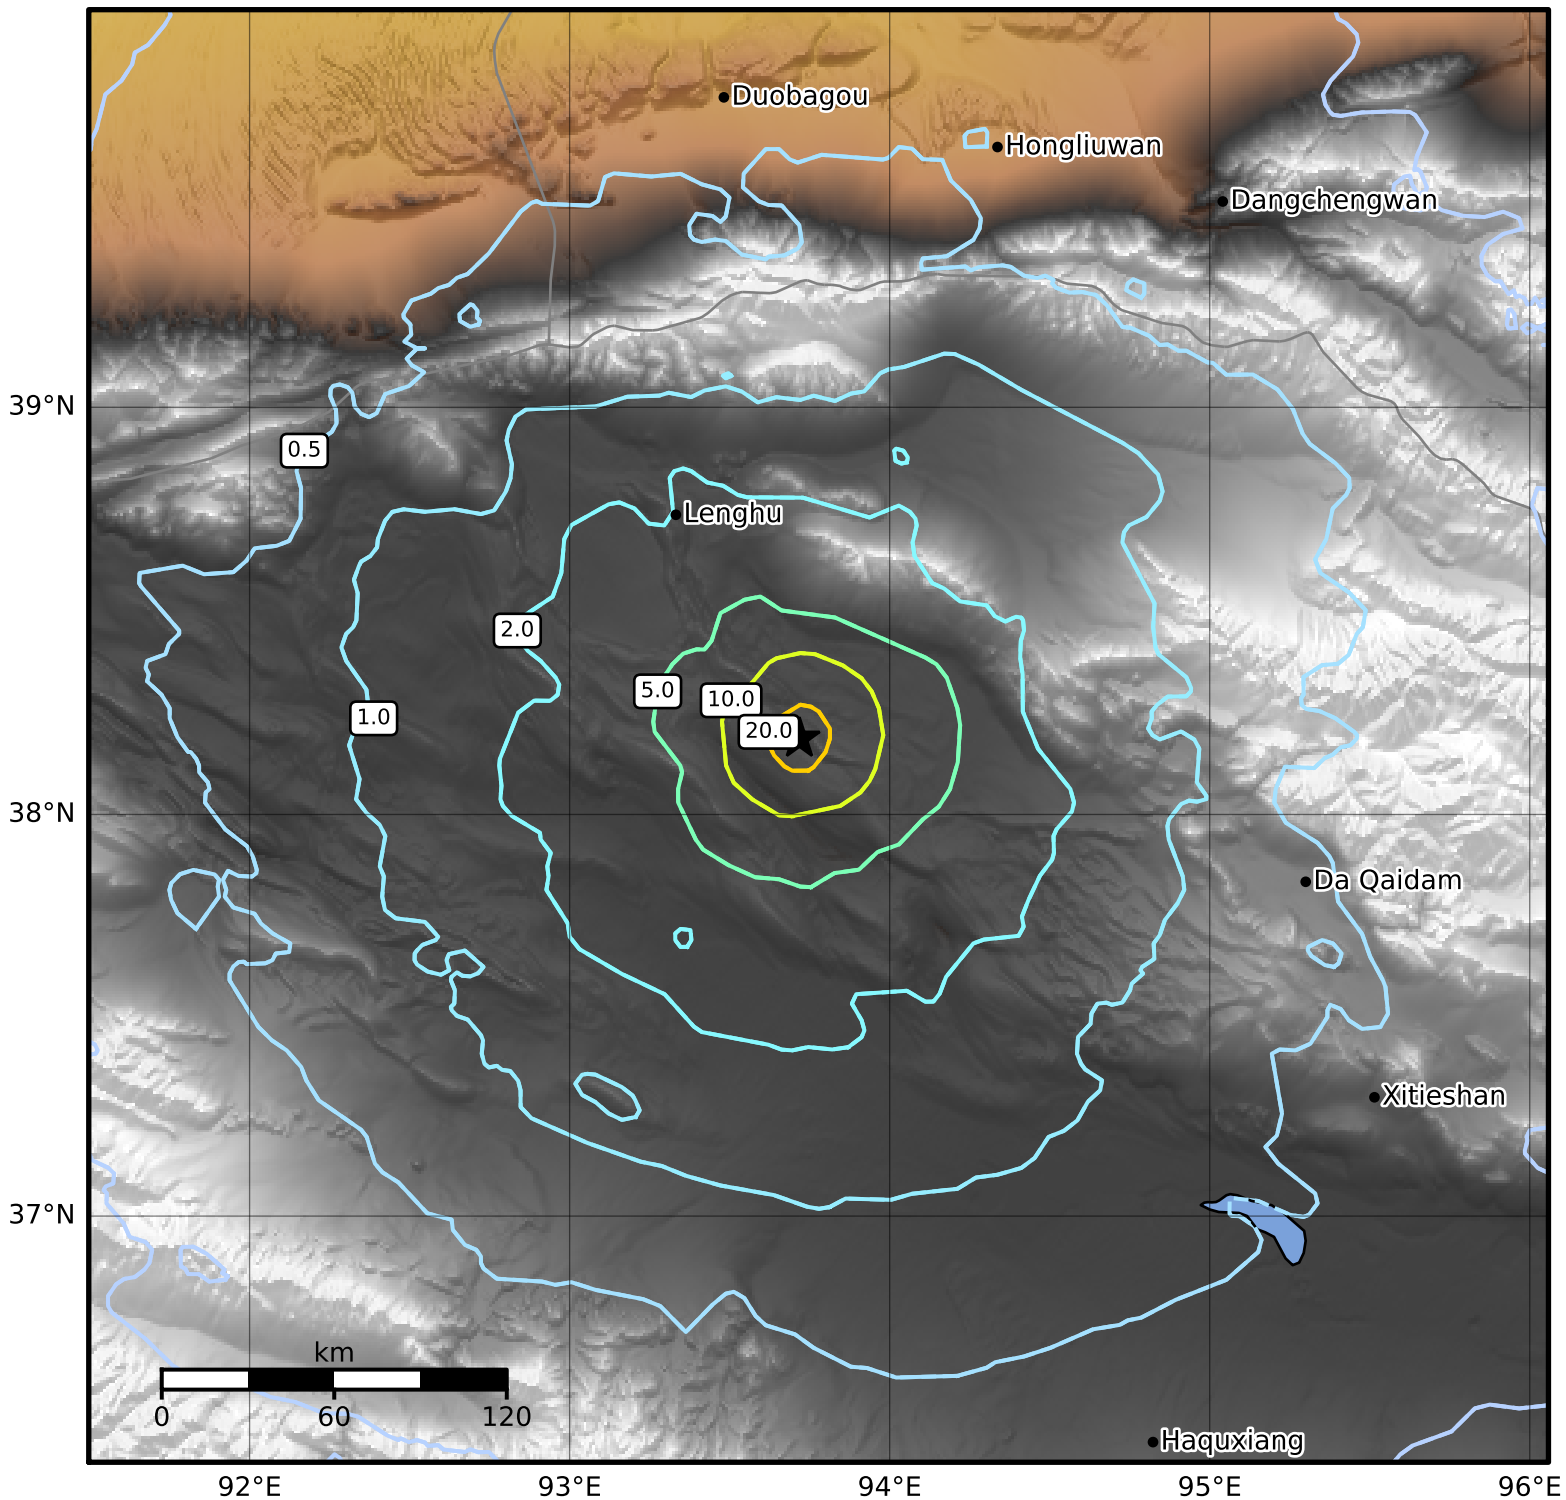 Duobagou
Hongliuwan
Dangchengwan
39°N
0.5
Lenghu
2.0
5.0
10.0
1.0
20.0
38°N
Da Qaidam
Xitieshan
37°N
km
0 60 120
Haquxiang
92°E 93°E 94°E 95°E 96°E